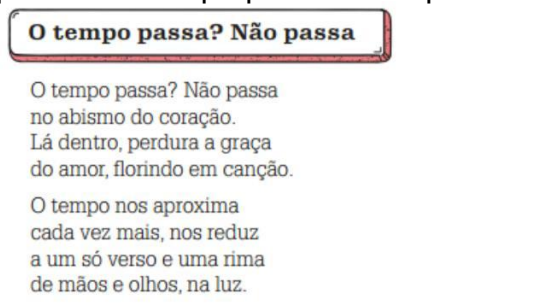 O tempo passa? Não passa
O tempo passa? Não passa
no abismo do coração.
Lá dentro, perdura a graça
do amor, florindo em canção.
O tempo nos aproxima
cada vez mais, nos reduz
a um só verso e uma rima
de mãos e olhos, na luz.